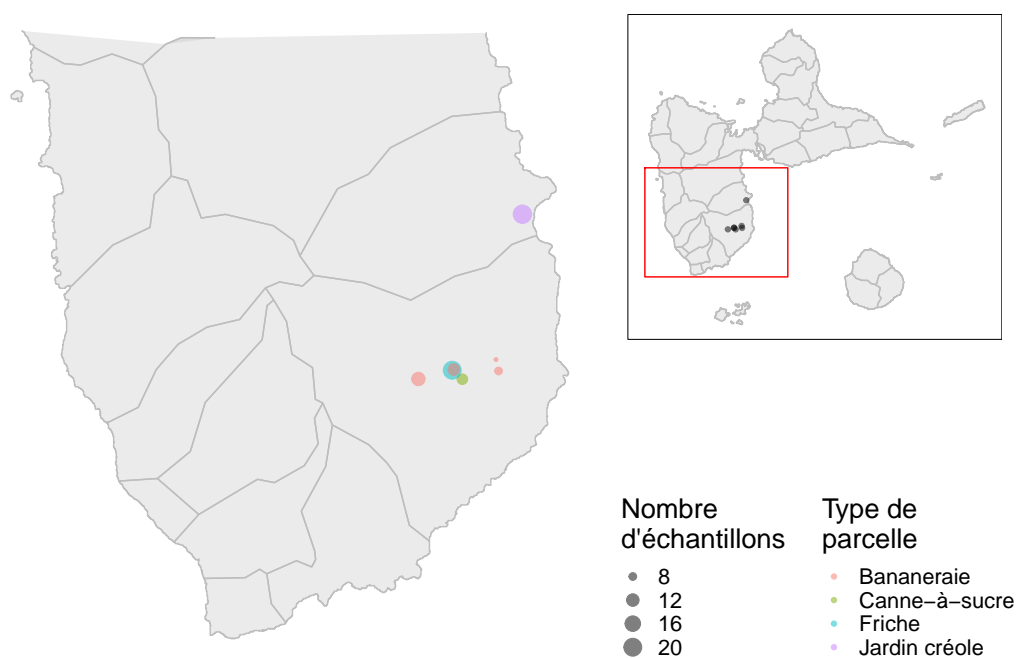 Nombre
d'échantillons
8
12
16
20
Type de
parcelle
Bananeraie
Canne−à−sucre
Friche
Jardin créole